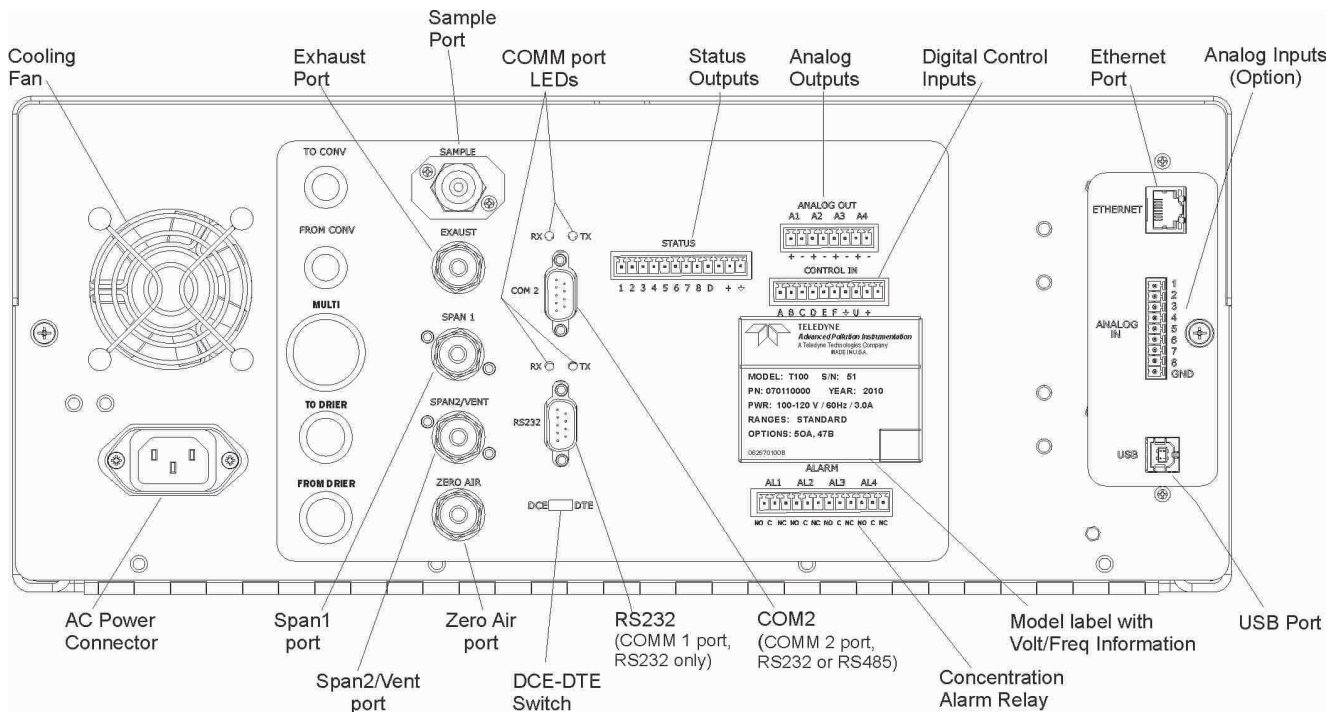 Cooling
Fan
Exhaust
Port
Sample
Port
COMM port
LEDs
Status
Outputs
Analog
Outputs
Digital Control
Inputs
Ethernet
Port
Analog Inputs
(Option)
TO CONV
FROM CONV
MULTI
TO DRIER
FROM DRIER
SAMPLE
EXAUST
SPAN 1
SPAN2/VENT
ZERO AIR
RX TX
COM 2
RX TX
RS232
DCE DTE
STATUS
1 2 3 4 5 6 7 8 D +
ANALOG OUT
A1 A2 A3 A4
+ - + - + - + -
CONTROL IN
A B C D E F U +
TELEDYNE
Advanced Pollution Instrumentation
A Teledyne Technologies Company
MADE IN U.S.A.
MODEL: T100 S/N: 51
PN: 070110000 YEAR: 2010
PWR: 100-120 V / 60Hz / 3.0A
RANGES: STANDARD
OPTIONS: 50A, 47B
062670100B
ALARM
AL1 AL2 AL3 AL4
NO C NC NO C NC NO C NC NO C NC
ETHERNET
ANALOG
IN
1
2
3
4
5
6
7
8
GND
USB
AC Power
Connector
Span1
port
Span2/Vent
port
Zero Air
port
DCE-DTE
Switch
RS232
(COMM 1 port,
RS232 only)
COM2
(COMM 2 port,
RS232 or RS485)
Concentration
Alarm Relay
Model label with
Volt/Freq Information
USB Port